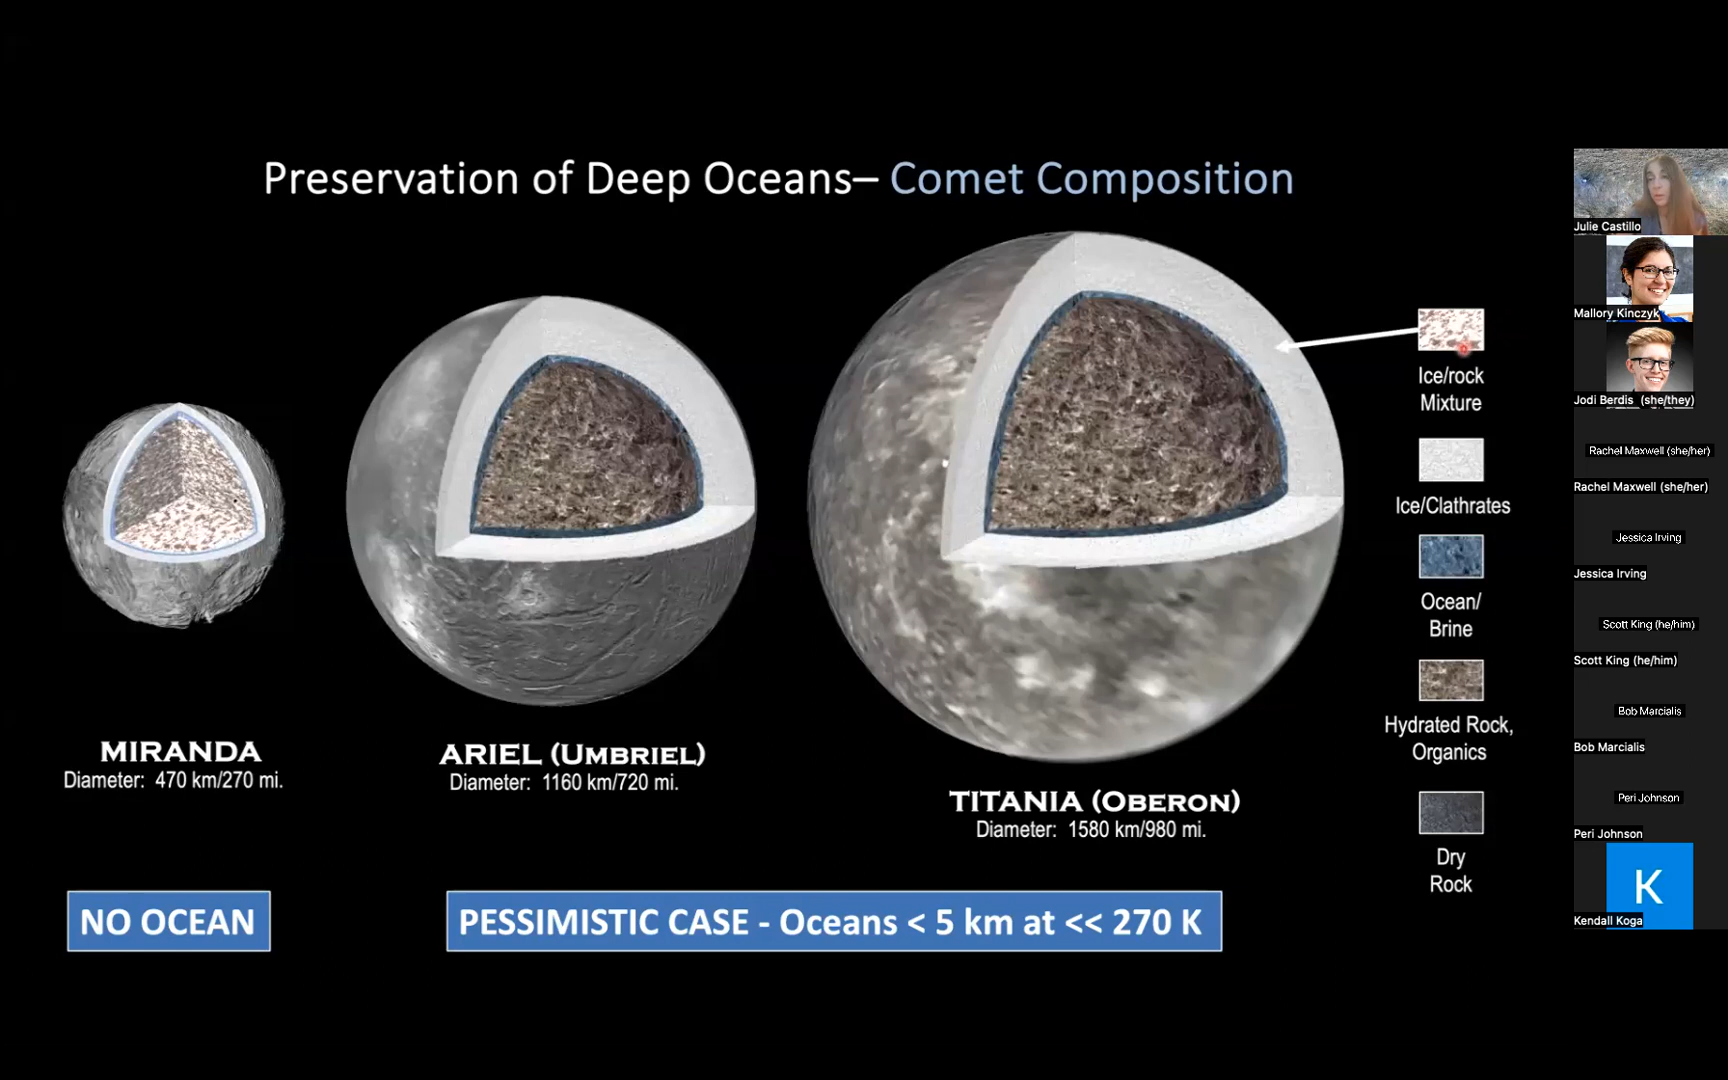 Preservation of Deep Oceans– Comet Composition
MIRANDA
Diameter: 470 km/270 mi.
ARIEL (UMBRIEL)
Diameter: 1160 km/720 mi.
TITANIA (OBERON)
Diameter: 1580 km/980 mi.
NO OCEAN
PESSIMISTIC CASE - Oceans < 5 km at << 270 K
Ice/rock
Mixture
Ice/Clathrates
Ocean/
Brine
Hydrated Rock,
Organics
Dry
Rock
Julie Castillo
Mallory Kinczyk
Jodi Berdis (she/they)
Rachel Maxwell (she/her)
Rachel Maxwell (she/her)
Jessica Irving
Jessica Irving
Scott King (he/him)
Scott King (he/him)
Bob Marcialis
Bob Marcialis
Peri Johnson
Peri Johnson
K
Kendall Koga